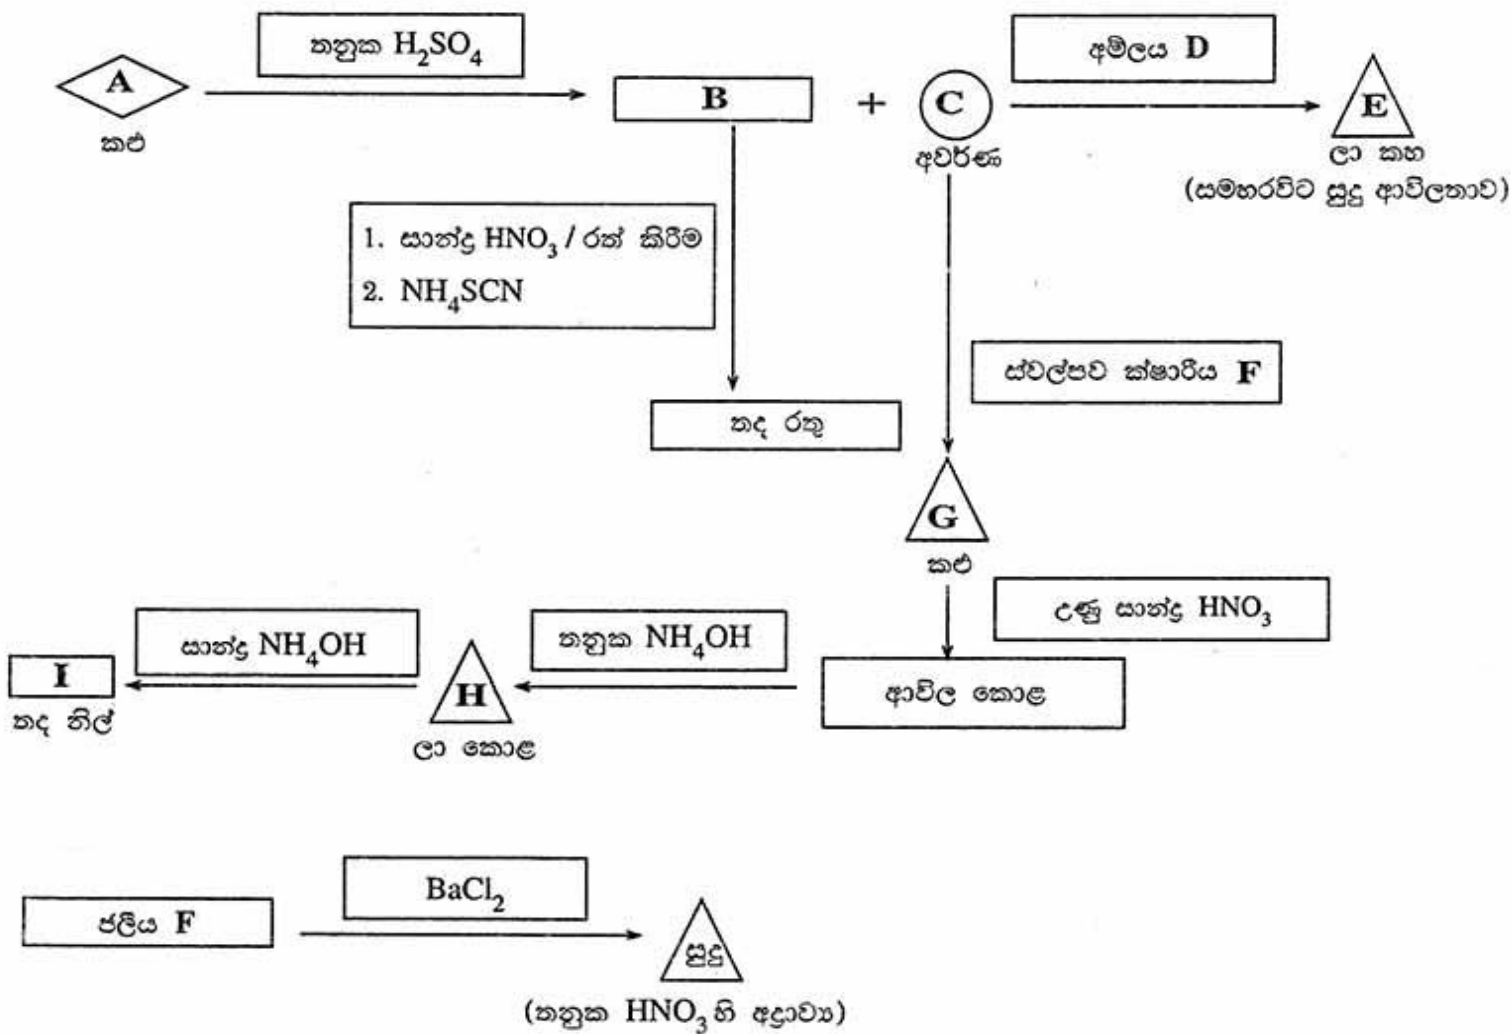 තනුක H₂SO₄
අම්ලය D
A
B
+
C
E
කළු
අවර්ණ
ලා කහ
(සමහරවිට සුදු ආවිලතාව)
1. සාන්ද්‍ර HNO₃ / රත් කිරීම
2. NH₄SCN
ස්වල්පව ක්ෂාරීය F
තද රතු
G
කළු
උණු සාන්ද්‍ර HNO₃
සාන්ද්‍ර NH₄OH
තනුක NH₄OH
I
H
ආවිල කොළ
තද නිල්
ලා කොළ
BaCl₂
ජලීය F
සුදු
(තනුක HNO₃ හි අද්‍රාව්‍ය)